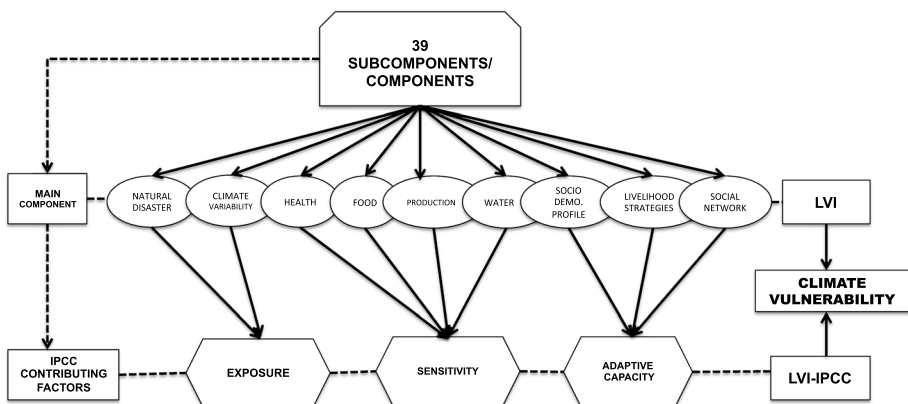 39
SUBCOMPONENTS/
COMPONENTS
MAIN
COMPONENT
NATURAL
DISASTER
CLIMATE
VARIABILITY
HEALTH
FOOD
PRODUCTION
WATER
SOCIO
DEMO.
PROFILE
LIVELIHOOD
STRATEGIES
SOCIAL
NETWORK
LVI
CLIMATE
VULNERABILITY
IPCC
CONTRIBUTING
FACTORS
EXPOSURE
SENSITIVITY
ADAPTIVE
CAPACITY
LVI-IPCC